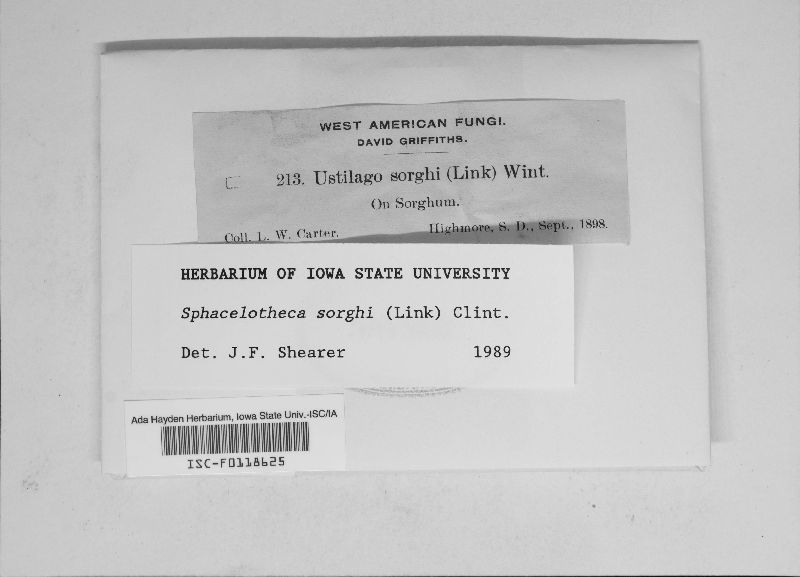 WEST AMERICAN FUNGI.
DAVID GRIFFITHS.
213. Ustilago sorghi (Link) Wint.
On Sorghum.
Coll. L. W. Carter. Highmore, S. D., Sept., 1898.
HERBARIUM OF IOWA STATE UNIVERSITY
Sphacelotheca sorghi (Link) Clint.
Det. J.F. Shearer 1989
Ada Hayden Herbarium, Iowa State Univ.-ISC/IA
ISC-F0118625